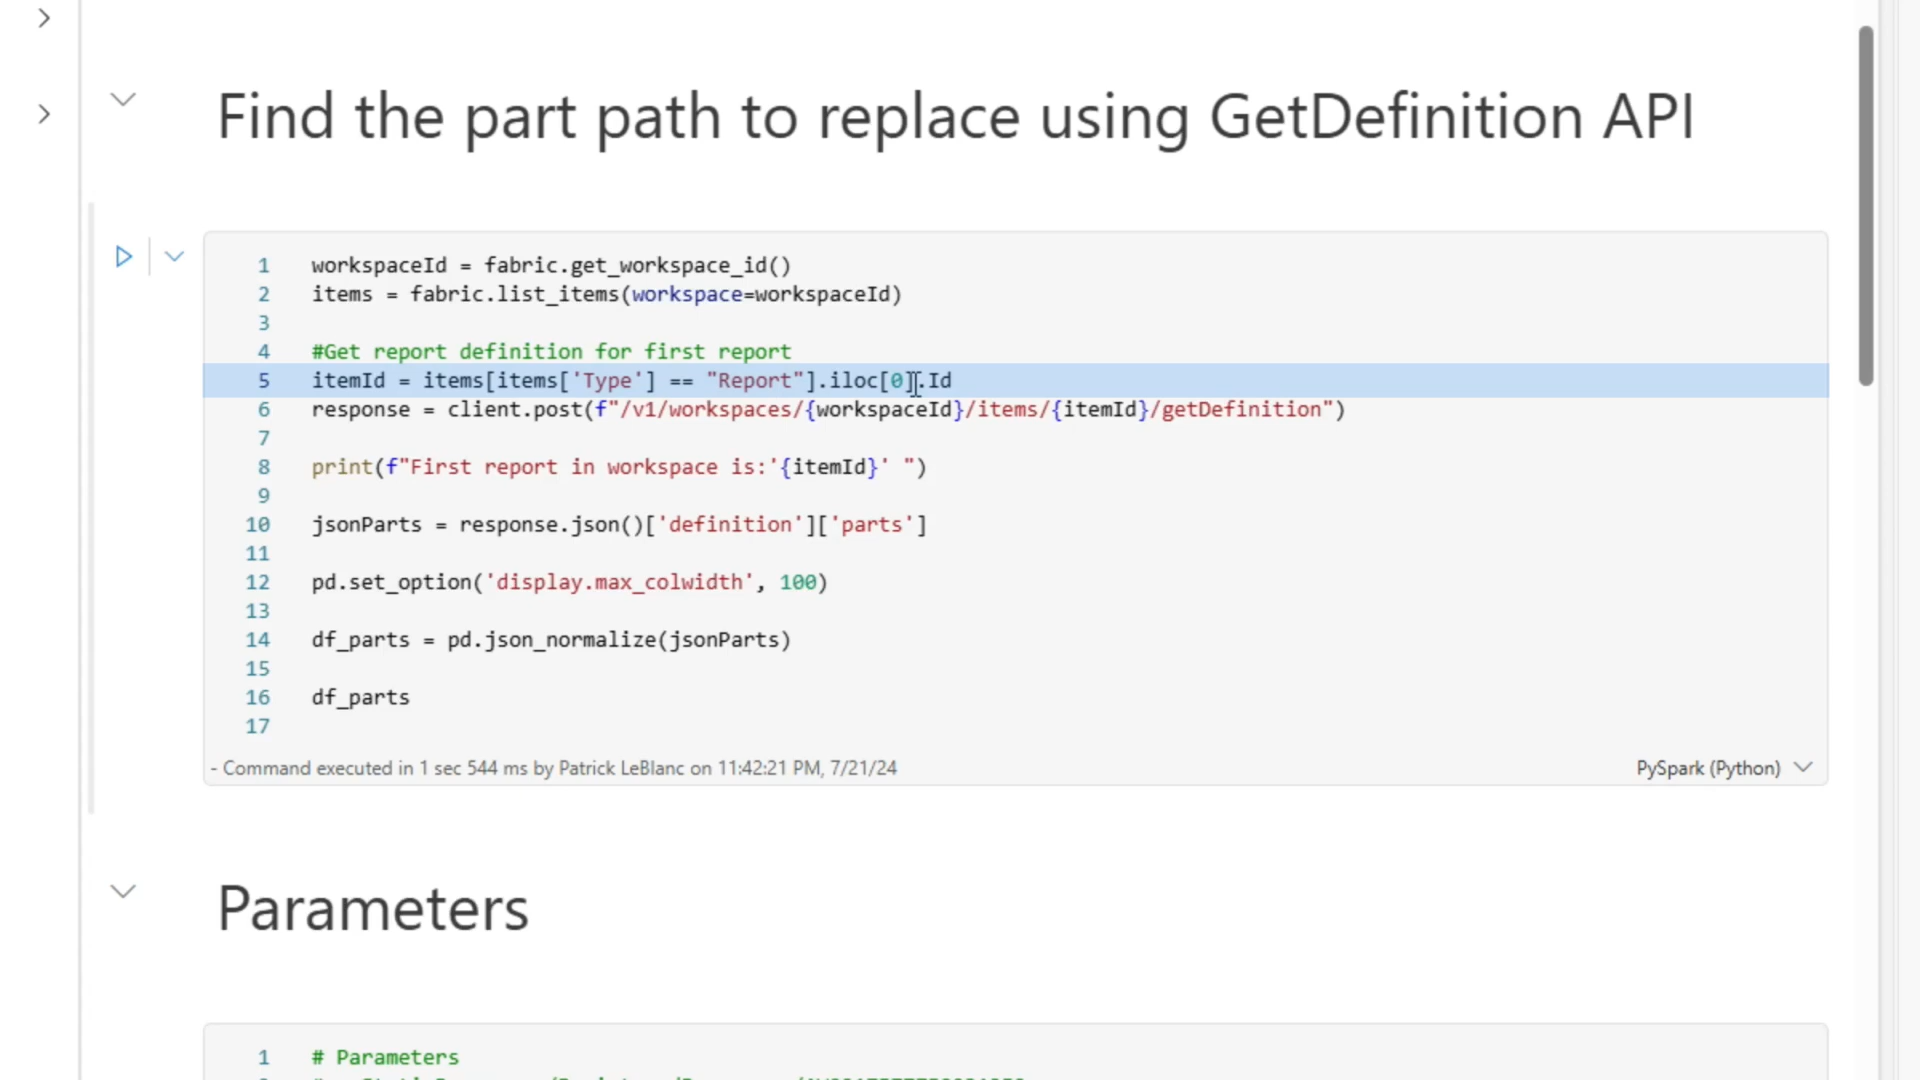 Find the part path to replace using GetDefinition API
1 workspaceId = fabric.get_workspace_id()
2 items = fabric.list_items(workspace=workspaceId)
3
4 #Get report definition for first report
5 itemId = items[items['Type'] == "Report"].iloc[0].Id
6 response = client.post(f"/v1/workspaces/{workspaceId}/items/{itemId}/getDefinition")
7
8 print(f"First report in workspace is:'{itemId}' ")
9
10 jsonParts = response.json()['definition']['parts']
11
12 pd.set_option('display.max_colwidth', 100)
13
14 df_parts = pd.json_normalize(jsonParts)
15
16 df_parts
17
- Command executed in 1 sec 544 ms by Patrick LeBlanc on 11:42:21 PM, 7/21/24
PySpark (Python)
Parameters
1 # Parameters